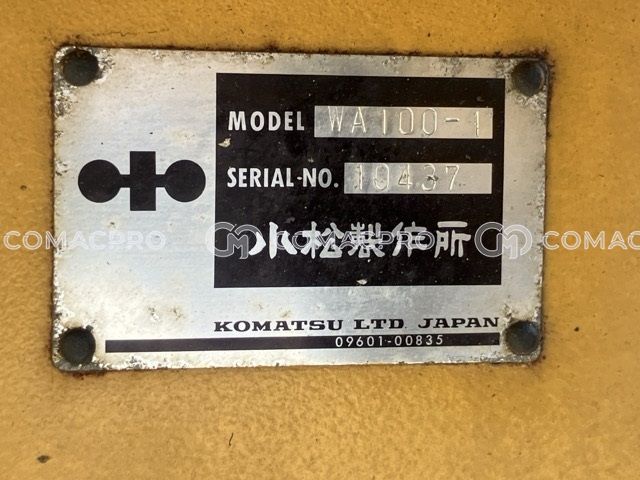 MODEL WA100-1
SERIAL-NO. 10437
小松製作所
KOMATSU LTD. JAPAN
09601-00835
COMACPRO COMACPRO COMAC